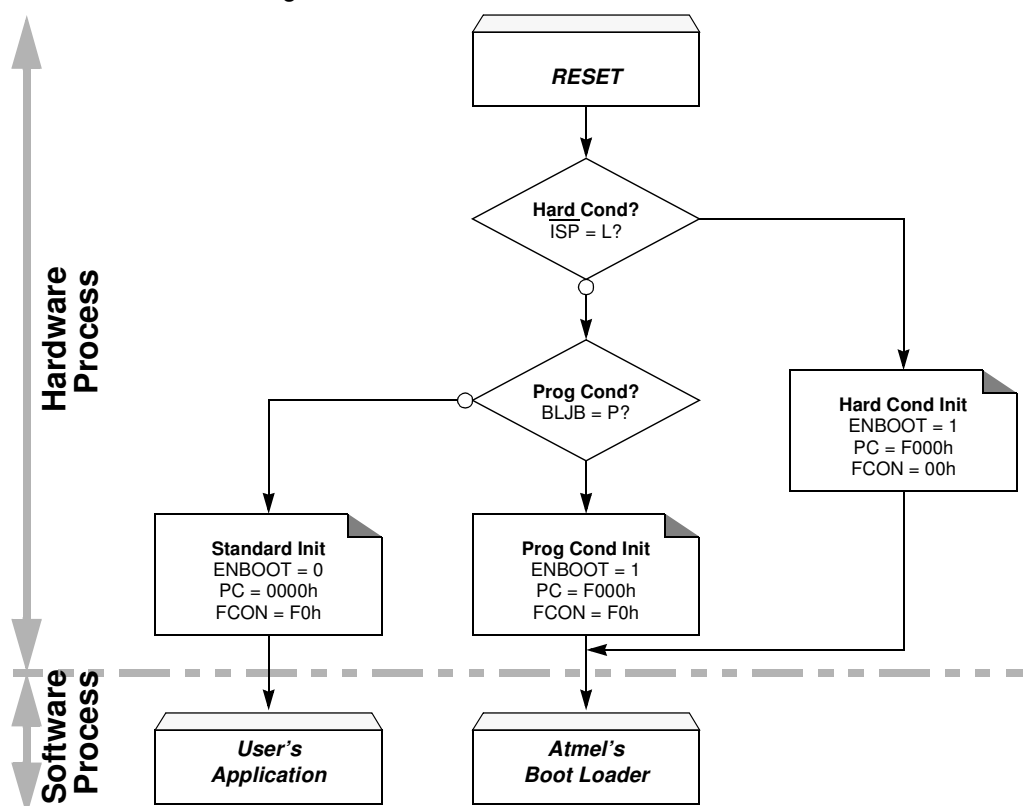 RESET
Hard Cond?
ISP = L?
Prog Cond?
BLJB = P?
Hard Cond Init
ENBOOT = 1
PC = F000h
FCON = 00h
Standard Init
ENBOOT = 0
PC = 0000h
FCON = F0h
Prog Cond Init
ENBOOT = 1
PC = F000h
FCON = F0h
User's
Application
Atmel's
Boot Loader
Hardware
Process
Software
Process